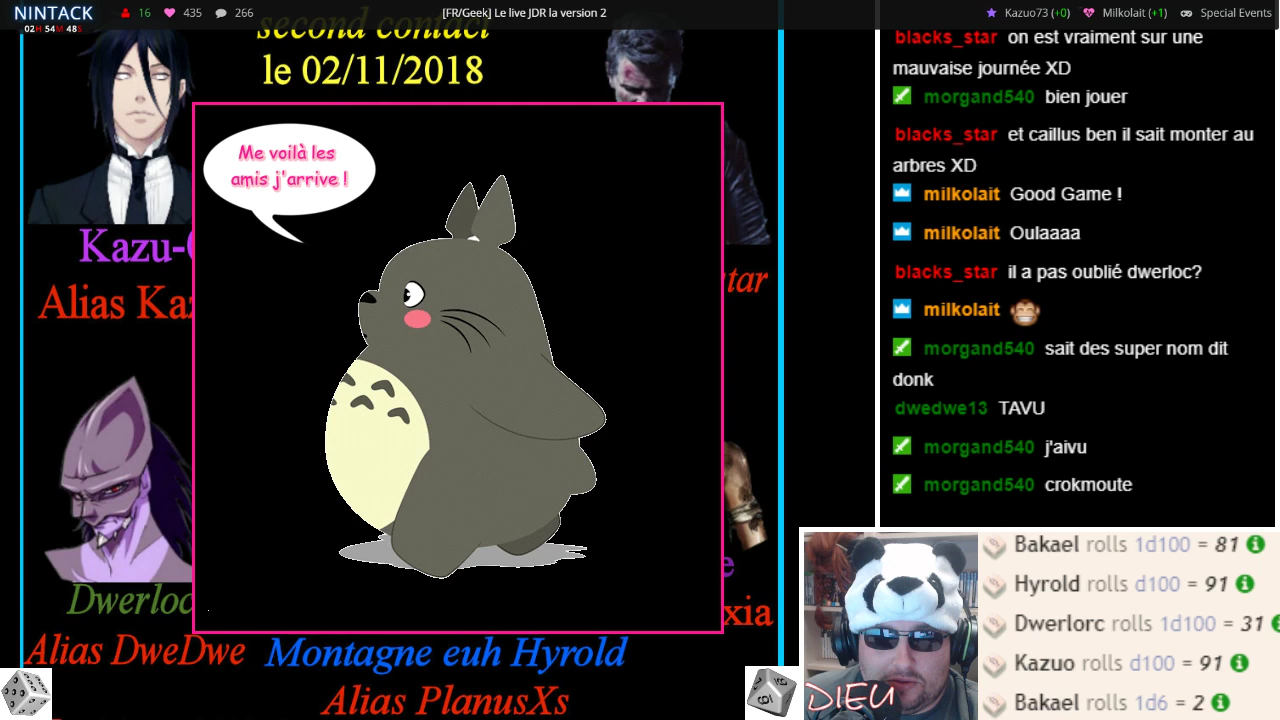 NINTACK
02H 54M 48S
16
435
266
[FR/Geek] Le live JDR la version 2
Kazuo73 (+0)
Milkolait (+1)
Special Events
second contact
le 02/11/2018
Me voilà les
amis j'arrive !
Kazu-
Alias Kaz
tar
Dwerloc
Alias DweDwe
Montagne euh Hyrold
Alias PlanusXs
e
xia
blacks_star on est vraiment sur une
mauvaise journée XD
morgand540 bien jouer
blacks_star et caillus ben il sait monter au
arbres XD
milkolait Good Game !
milkolait Oulaaaa
blacks_star il a pas oublié dwerloc?
milkolait
morgand540 sait des super nom dit
donk
dwedwe13 TAVU
morgand540 j'aivu
morgand540 crokmoute
DIEU
Bakael rolls 1d100 = 81
Hyrold rolls d100 = 91
Dwerlorc rolls 1d100 = 31
Kazuo rolls d100 = 91
Bakael rolls 1d6 = 2